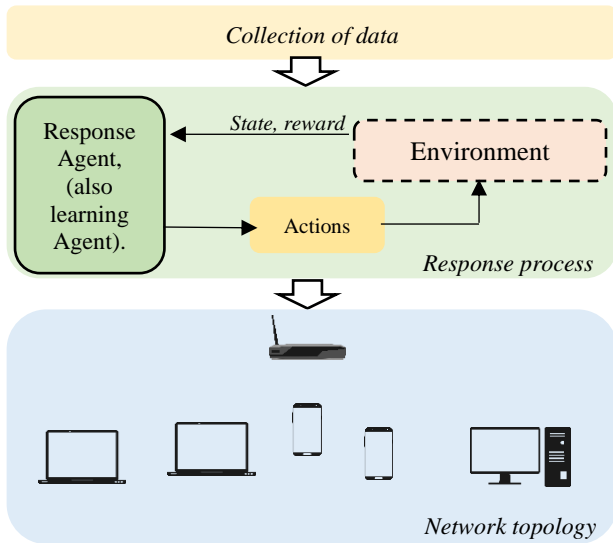 Collection of data
State, reward
Response
Agent,
(also
learning
Agent).
Environment
Actions
Response process
Network topology